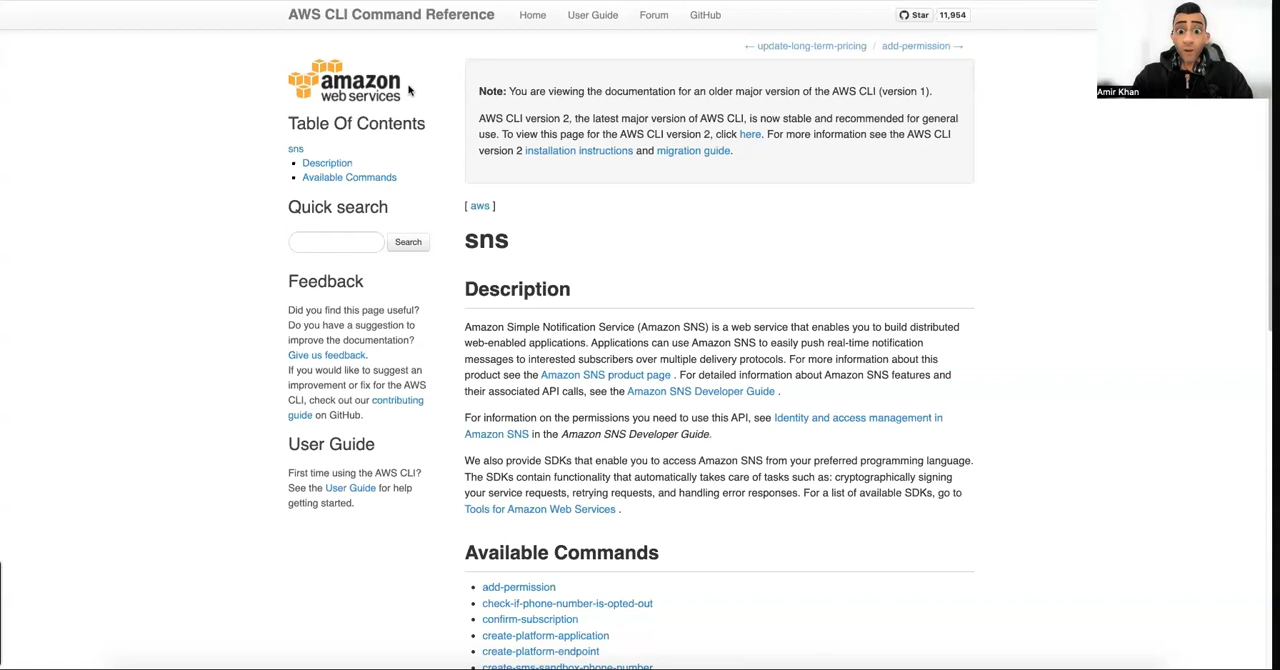 AWS CLI Command Reference
Home
User Guide
Forum
GitHub
Star
11,954
← update-long-term-pricing / add-permission →
amazon
web services
Table Of Contents
sns
Description
Available Commands
Quick search
Search
Feedback
Did you find this page useful?
Do you have a suggestion to
improve the documentation?
Give us feedback.
If you would like to suggest an
improvement or fix for the AWS
CLI, check out our contributing
guide on GitHub.
User Guide
First time using the AWS CLI?
See the User Guide for help
getting started.
Note: You are viewing the documentation for an older major version of the AWS CLI (version 1).
AWS CLI version 2, the latest major version of AWS CLI, is now stable and recommended for general
use. To view this page for the AWS CLI version 2, click here. For more information see the AWS CLI
version 2 installation instructions and migration guide.
[ aws ]
sns
Description
Amazon Simple Notification Service (Amazon SNS) is a web service that enables you to build distributed
web-enabled applications. Applications can use Amazon SNS to easily push real-time notification
messages to interested subscribers over multiple delivery protocols. For more information about this
product see the Amazon SNS product page . For detailed information about Amazon SNS features and
their associated API calls, see the Amazon SNS Developer Guide .
For information on the permissions you need to use this API, see Identity and access management in
Amazon SNS in the Amazon SNS Developer Guide.
We also provide SDKs that enable you to access Amazon SNS from your preferred programming language.
The SDKs contain functionality that automatically takes care of tasks such as: cryptographically signing
your service requests, retrying requests, and handling error responses. For a list of available SDKs, go to
Tools for Amazon Web Services .
Available Commands
add-permission
check-if-phone-number-is-opted-out
confirm-subscription
create-platform-application
create-platform-endpoint
create-sms-sandbox-phone-number
Amir Khan